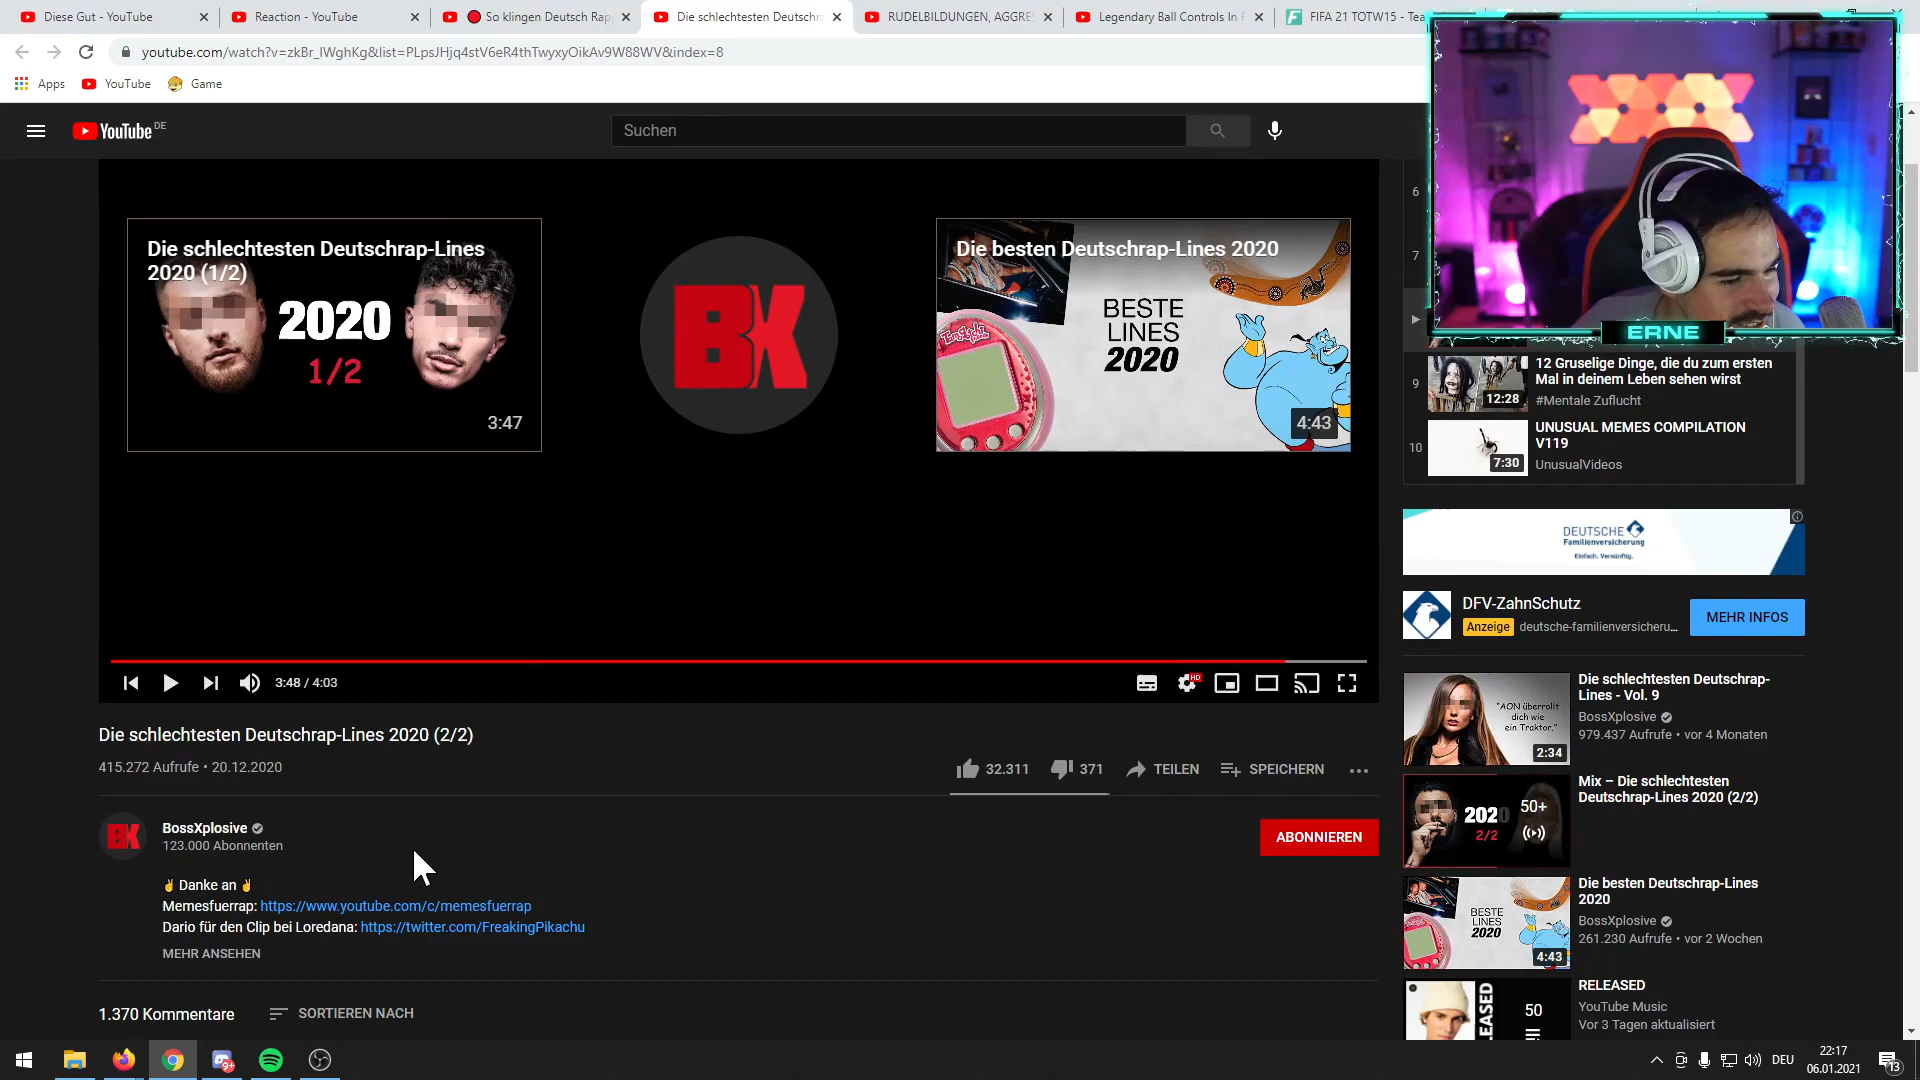 Diese Gut - YouTube
Reaction - YouTube
So klingen Deutsch Rap
Die schlechtesten Deutschra
RUDELBILDUNGEN, AGGRES
Legendary Ball Controls In F
FIFA 21 TOTW15 - Tea
youtube.com/watch?v=zkBr_IWghKg&list=PLpsJHjq4stV6eR4thTwyxyOikAv9W88WV&index=8
Apps
YouTube
Game
YouTube DE
Suchen
Die schlechtesten Deutschrap-Lines
2020 (1/2)
2020
1/2
3:47
BK
Die besten Deutschrap-Lines 2020
BESTE
LINES
2020
4:43
3:48 / 4:03
HD
Die schlechtesten Deutschrap-Lines 2020 (2/2)
415.272 Aufrufe • 20.12.2020
32.311
371
TEILEN
SPEICHERN
BK
BossXplosive
123.000 Abonnenten
ABONNIEREN
✌ Danke an ✌
Memesfuerrap: https://www.youtube.com/c/memesfuerrap
Dario für den Clip bei Loredana: https://twitter.com/FreakingPikachu
MEHR ANSEHEN
1.370 Kommentare
SORTIEREN NACH
ERNE
6
7
9
12 Gruselige Dinge, die du zum ersten
Mal in deinem Leben sehen wirst
#Mentale Zuflucht
12:28
10
UNUSUAL MEMES COMPILATION
V119
UnusualVideos
7:30
DEUTSCHE
Familienversicherung
Einfach. Vernünftig.
DFV-ZahnSchutz
Anzeige
deutsche-familienversicheru...
MEHR INFOS
"AON überrollt
dich wie
ein Traktor."
2:34
Die schlechtesten Deutschrap-
Lines - Vol. 9
BossXplosive
979.437 Aufrufe • vor 4 Monaten
2020
2/2
50+
Mix – Die schlechtesten
Deutschrap-Lines 2020 (2/2)
BESTE
LINES
2020
4:43
Die besten Deutschrap-Lines
2020
BossXplosive
261.230 Aufrufe • vor 2 Wochen
50
RELEASED
YouTube Music
Vor 3 Tagen aktualisiert
9+
DEU
22:17
06.01.2021
13